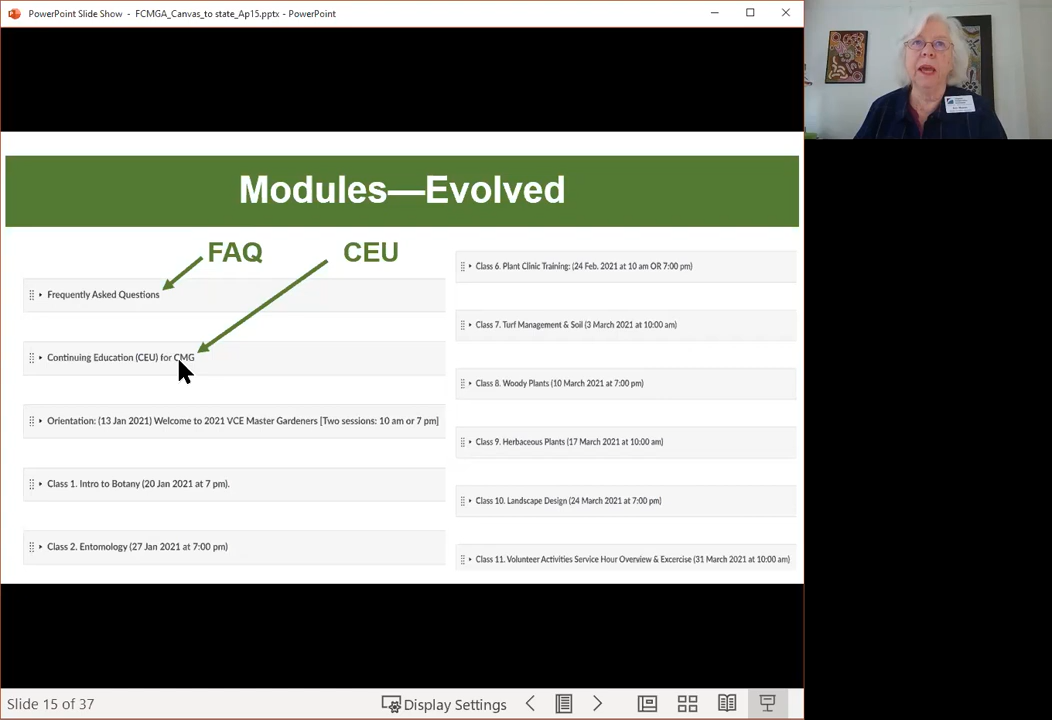 PowerPoint Slide Show - FCMGA_Canvas_to state_Ap15.pptx - PowerPoint
Modules—Evolved
FAQ
CEU
Frequently Asked Questions
Continuing Education (CEU) for CMG
Orientation: (13 Jan 2021) Welcome to 2021 VCE Master Gardeners [Two sessions: 10 am or 7 pm]
Class 1. Intro to Botany (20 Jan 2021 at 7 pm).
Class 2. Entomology (27 Jan 2021 at 7:00 pm)
Class 6. Plant Clinic Training: (24 Feb. 2021 at 10 am OR 7:00 pm)
Class 7. Turf Management & Soil (3 March 2021 at 10:00 am)
Class 8. Woody Plants (10 March 2021 at 7:00 pm)
Class 9. Herbaceous Plants (17 March 2021 at 10:00 am)
Class 10. Landscape Design (24 March 2021 at 7:00 pm)
Class 11. Volunteer Activities Service Hour Overview & Excercise (31 March 2021 at 10:00 am)
Slide 15 of 37
Display Settings